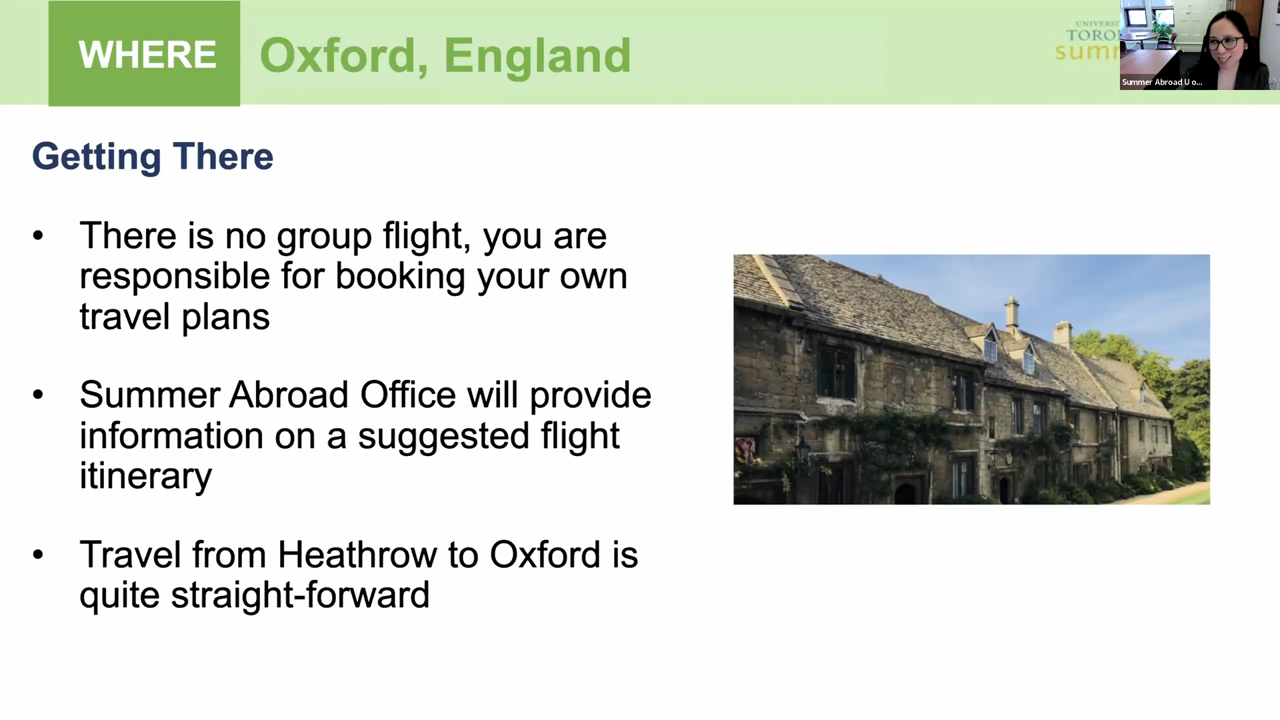 WHERE
Oxford, England
Summer Abroad U o...
Getting There
• There is no group flight, you are
responsible for booking your own
travel plans
• Summer Abroad Office will provide
information on a suggested flight
itinerary
• Travel from Heathrow to Oxford is
quite straight-forward